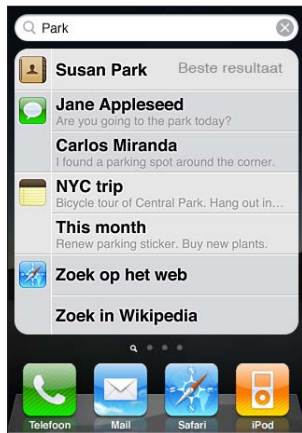 Park
Susan Park Beste resultaat
Jane Appleseed
Are you going to the park today?
Carlos Miranda
I found a parking spot around the corner.
NYC trip
Bicycle tour of Central Park. Hang out in...
This month
Renew parking sticker. Buy new plants.
Zoek op het web
Zoek in Wikipedia
Telefoon Mail Safari iPod